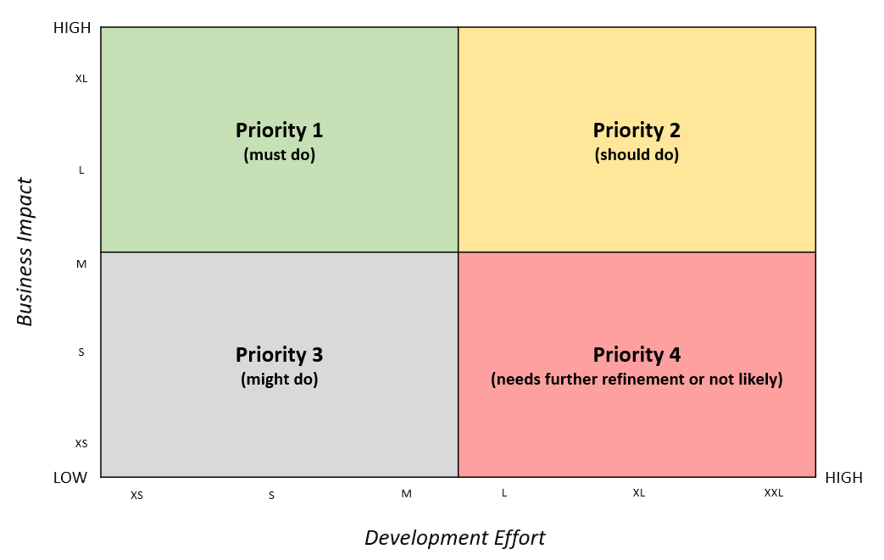 HIGH
XL
Priority 1
(must do)
Priority 2
(should do)
L
Business Impact
M
Priority 3
(might do)
Priority 4
(needs further refinement or not likely)
S
XS
LOW
HIGH
XS
S
M
L
XL
XXL
Development Effort